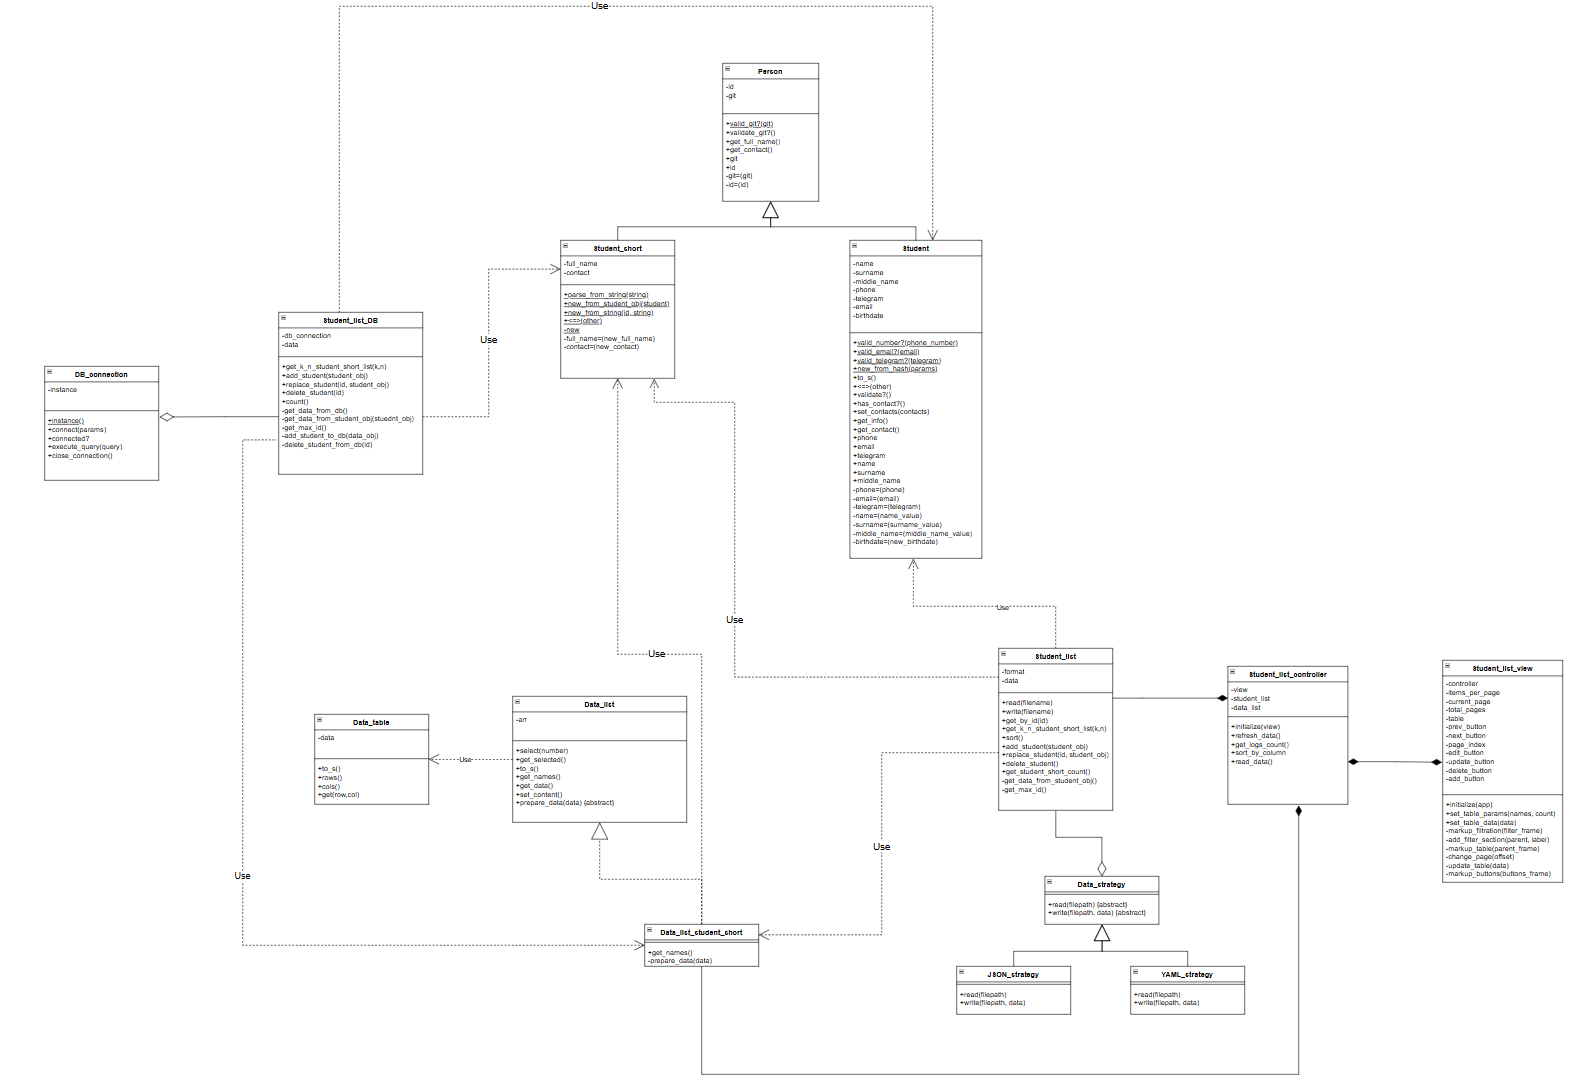 Use
Person
-id
-git
+valid_git?(git)
+validate_git?()
+get_full_name()
+get_contact()
+git
+id
-git=(git)
-id=(id)
Student_short
-full_name
-contact
+parse_from_string(string)
+new_from_student_obj(student)
+new_from_string(id, string)
+<=>(other)
-new
-full_name=(new_full_name)
-contact=(new_contact)
Student
-name
-surname
-middle_name
-phone
-telegram
-email
-birthdate
+valid_number?(phone_number)
+valid_email?(email)
+valid_telegram?(telegram)
+new_from_hash(params)
+to_s()
+<=>(other)
+validate?()
+has_contact?()
+set_contacts(contacts)
+get_info()
+get_contact()
+phone
+email
+telegram
+name
+surname
+middle_name
-phone=(phone)
-email=(email)
-telegram=(telegram)
-name=(name_value)
-surname=(surname_value)
-middle_name=(middle_name_value)
-birthdate=(new_birthdate)
Student_list_DB
-db_connection
-data
+get_k_n_student_short_list(k,n)
+add_student(student_obj)
+replace_student(id, student_obj)
+delete_student(id)
+count()
-get_data_from_db()
-get_data_from_student_obj(stuednt_obj)
-get_max_id()
-add_student_to_db(data_obj)
-delete_student_from_db(id)
Use
DB_connection
-instance
+instance()
+connect(params)
+connected?
+execute_query(query)
+close_connection()
Use
Use
Use
Student_list
-format
-data
+read(filename)
+write(filename)
+get_by_id(id)
+get_k_n_student_short_list(k,n)
+sort()
+add_student(student_obj)
+replace_student(id, student_obj)
+delete_student()
+get_student_short_count()
-get_data_from_student_obj()
-get_max_id()
Student_list_controller
-view
-student_list
-data_list
+initialize(view)
+refresh_data()
+get_logs_count()
+sort_by_column
+read_data()
Student_list_view
-controller
-items_per_page
-current_page
-total_pages
-table
-prev_button
-next_button
-page_index
-edit_button
-update_button
-delete_button
-add_button
+initialize(app)
+set_table_params(names, count)
+set_table_data(data)
-markup_filtration(filter_frame)
-add_filter_section(parent, label)
-markup_table(parent_frame)
-change_page(offset)
-update_table(data)
-markup_buttons(buttons_frame)
Data_list
-arr
+select(number)
+get_selected()
+to_s()
+get_names()
+get_data()
+set_content()
+prepare_data(data) {abstract}
Data_table
-data
+to_s()
+rows()
+cols()
+get(row,col)
Use
Use
Use
Data_strategy
+read(filepath) {abstract}
+write(filepath, data) {abstract}
Data_list_student_short
+get_names()
-prepare_data(data)
JSON_strategy
+read(filepath)
+write(filepath, data)
YAML_strategy
+read(filepath)
+write(filepath, data)